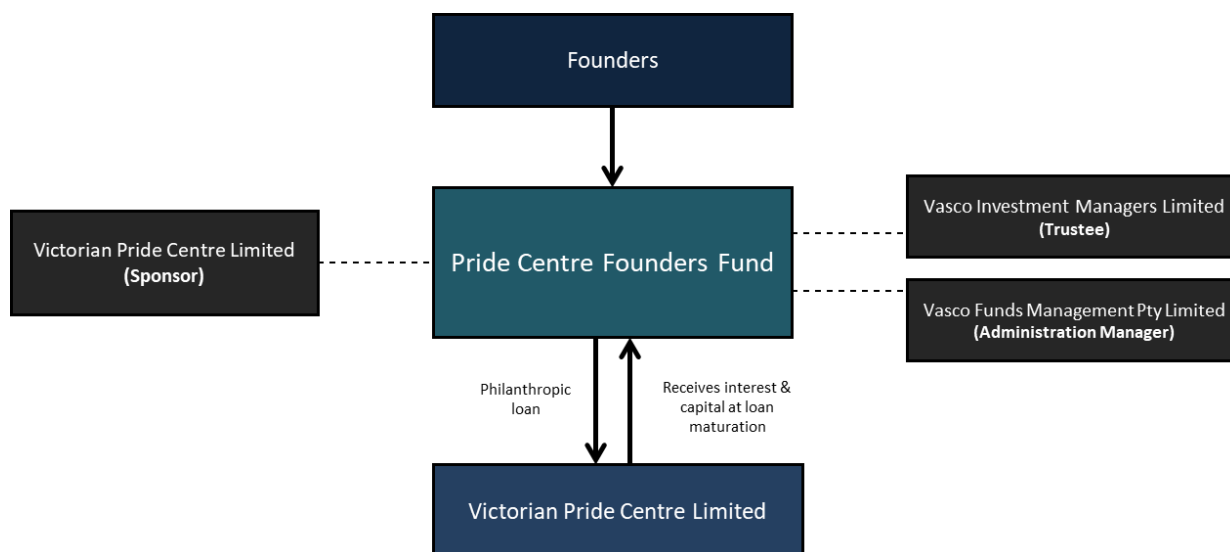 Founders
Pride Centre Founders Fund
Victorian Pride Centre Limited
(Sponsor)
Vasco Investment Managers Limited
(Trustee)
Vasco Funds Management Pty Limited
(Administration Manager)
Philanthropic
loan
Receives interest &
capital at loan
maturation
Victorian Pride Centre Limited